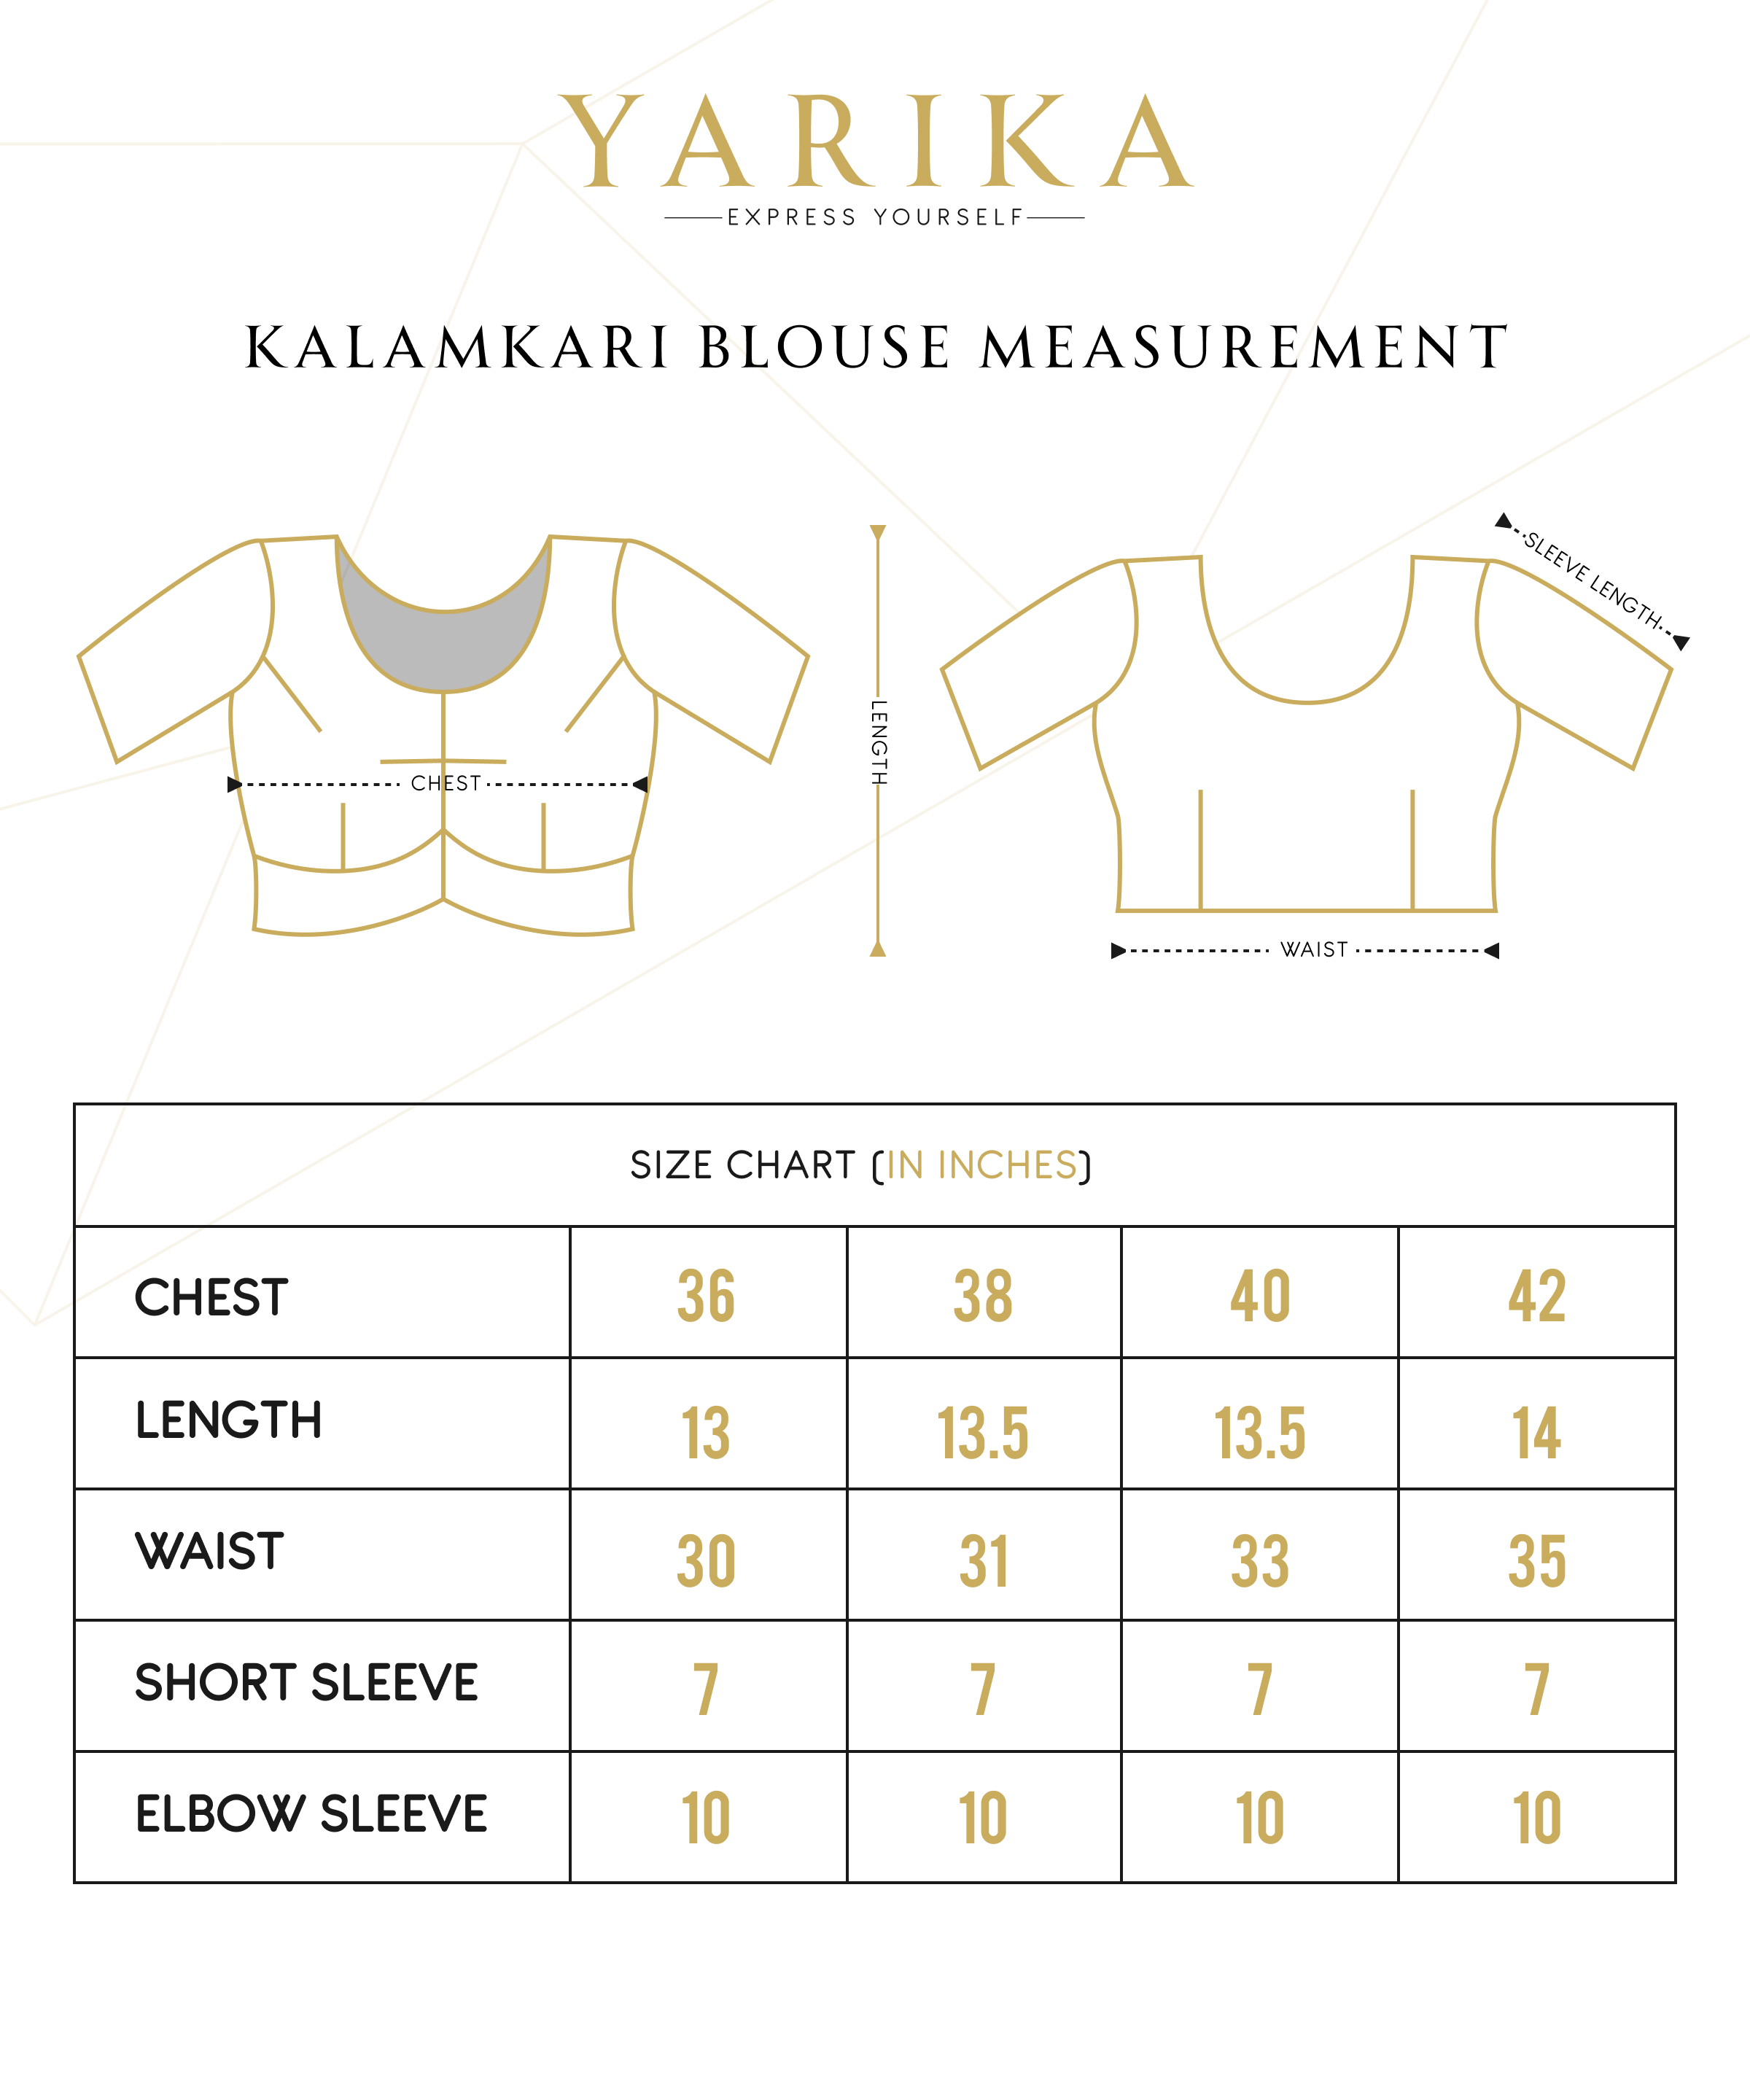 YARIKA
EXPRESS YOURSELF
KALAMKARI BLOUSE MEASUREMENT
SLEEVE LENGTH
LENGTH
CHEST
WAIST
SIZE CHART (IN INCHES)
CHEST 36 38 40 42
LENGTH 13 13.5 13.5 14
WAIST 30 31 33 35
SHORT SLEEVE 7 7 7 7
ELBOW SLEEVE 10 10 10 10